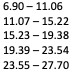 6.90 – 11.06
11.07 – 15.22
15.23 – 19.38
19.39 – 23.54
23.55 – 27.70